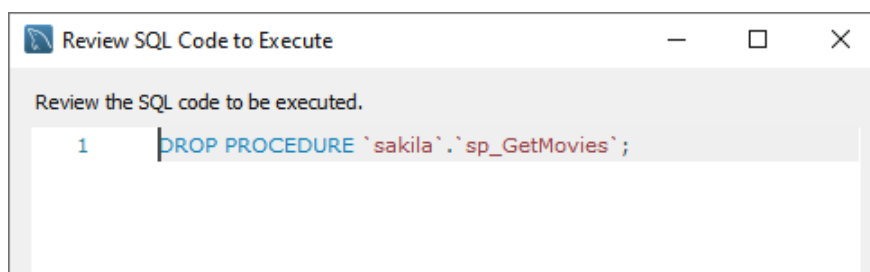 Review SQL Code to Execute
Review the SQL code to be executed.
1 DROP PROCEDURE `sakila`.`sp_GetMovies`;